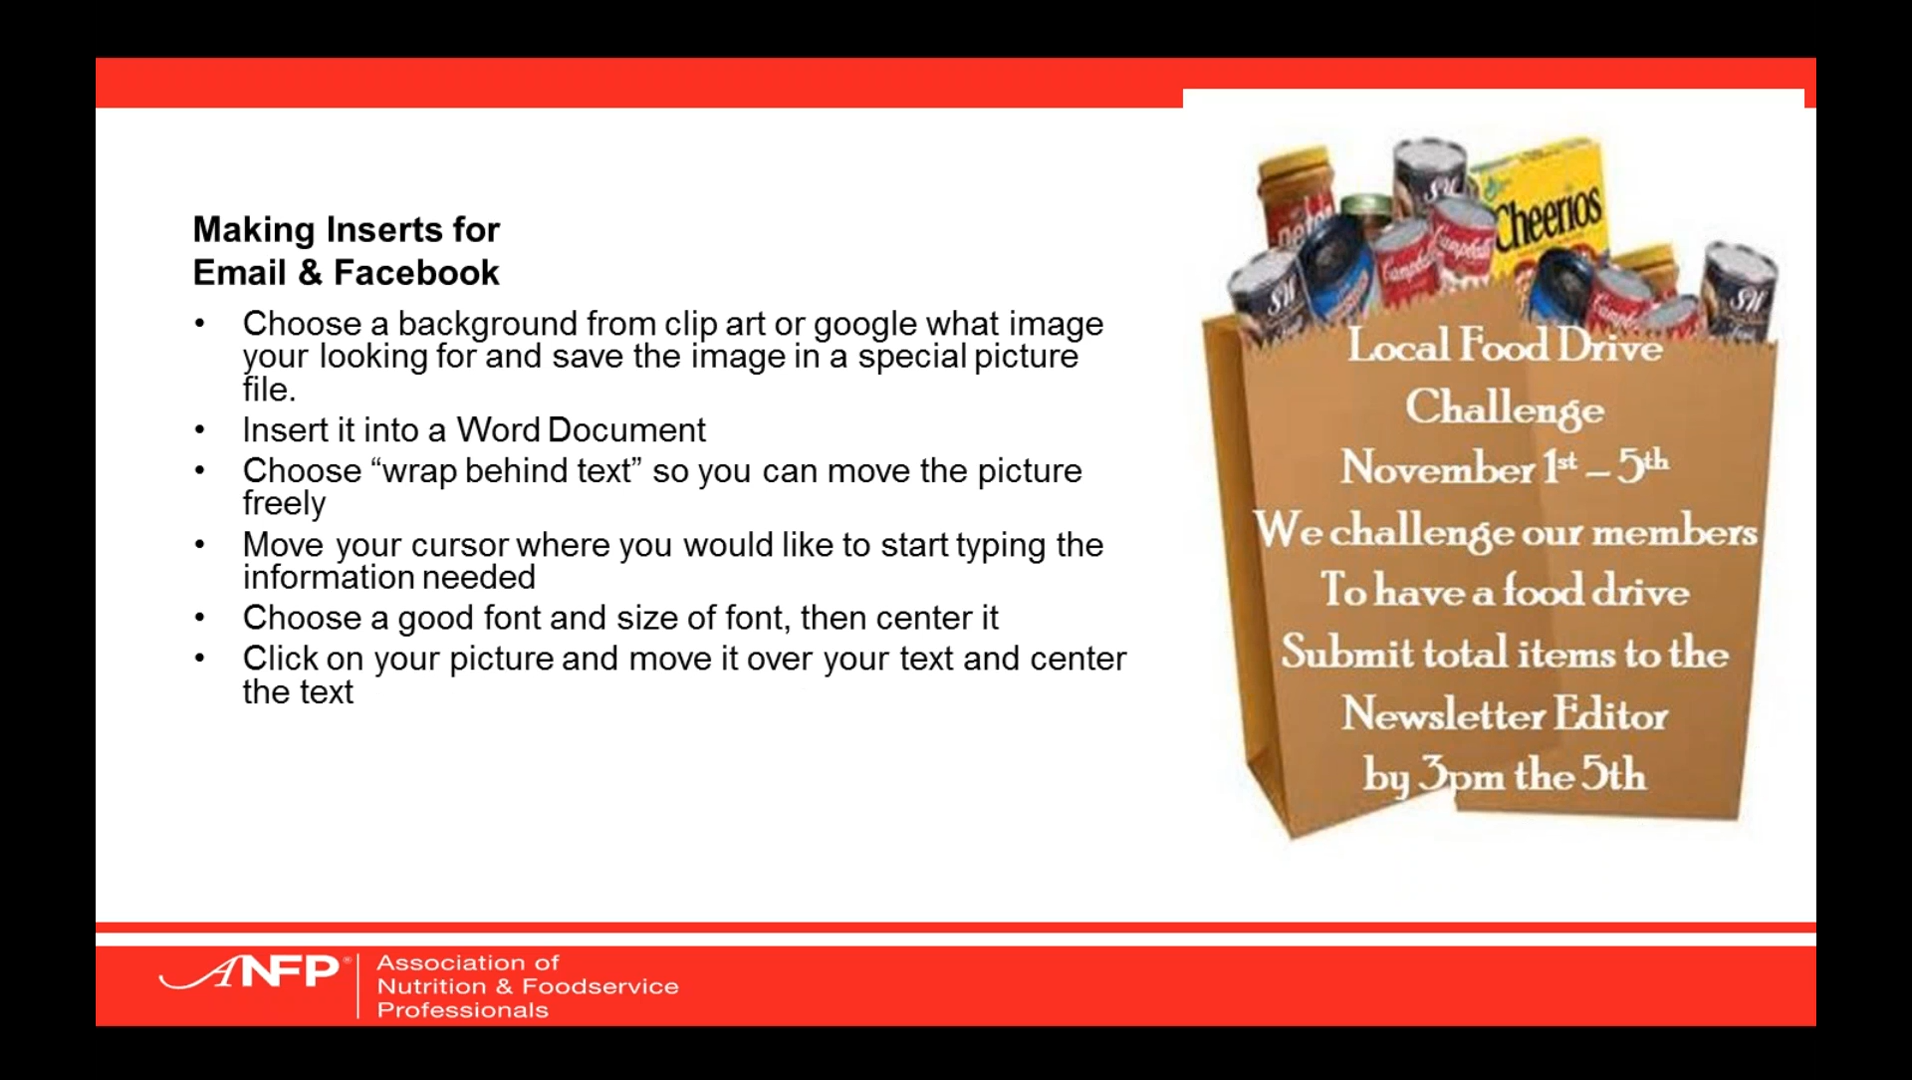 Making Inserts for
Email & Facebook
• Choose a background from clip art or google what image
your looking for and save the image in a special picture
file.
• Insert it into a Word Document
• Choose “wrap behind text” so you can move the picture
freely
• Move your cursor where you would like to start typing the
information needed
• Choose a good font and size of font, then center it
• Click on your picture and move it over your text and center
the text
Cheerios
Campbell's
Campbell's
S&W
S&W
S&W
Local Food Drive
Challenge
November 1st – 5th
We challenge our members
To have a food drive
Submit total items to the
Newsletter Editor
by 3pm the 5th
ANFP®
Association of
Nutrition & Foodservice
Professionals